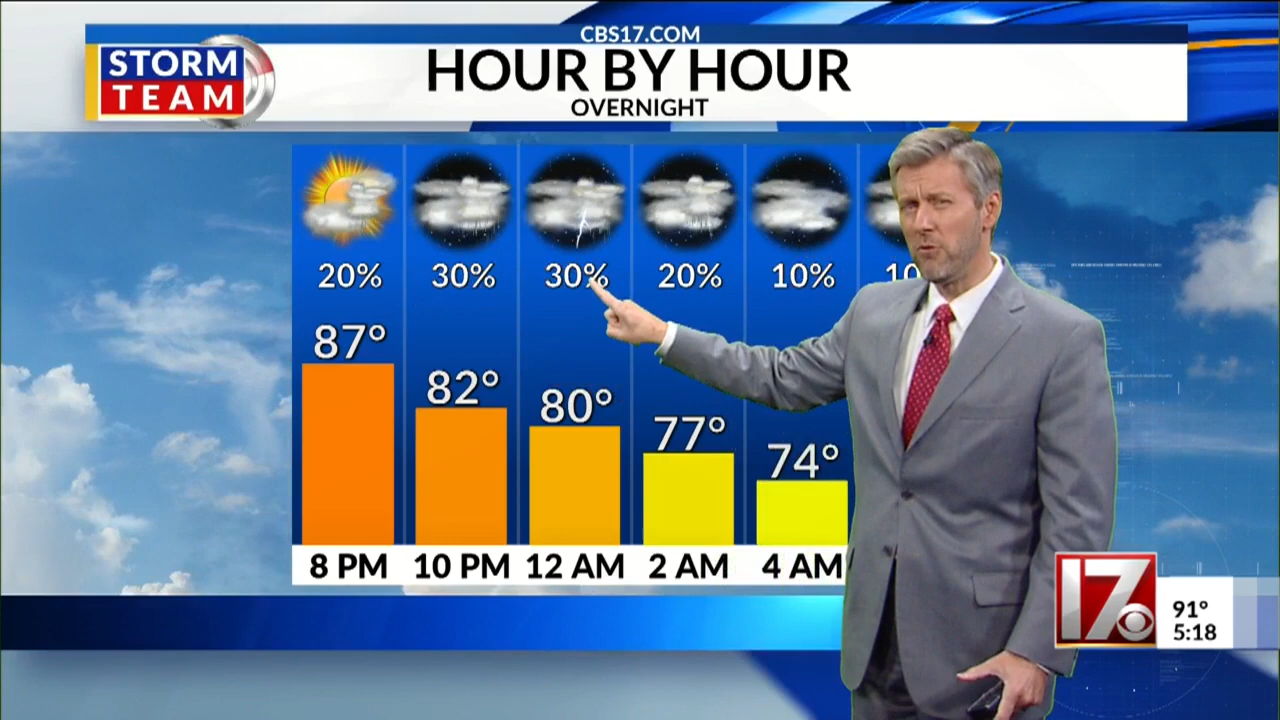 CBS17.COM
STORM
TEAM
HOUR BY HOUR
OVERNIGHT
20% 30% 30% 20% 10% 10
87° 82° 80° 77° 74°
8 PM 10 PM 12 AM 2 AM 4 AM
17
91°
5:18